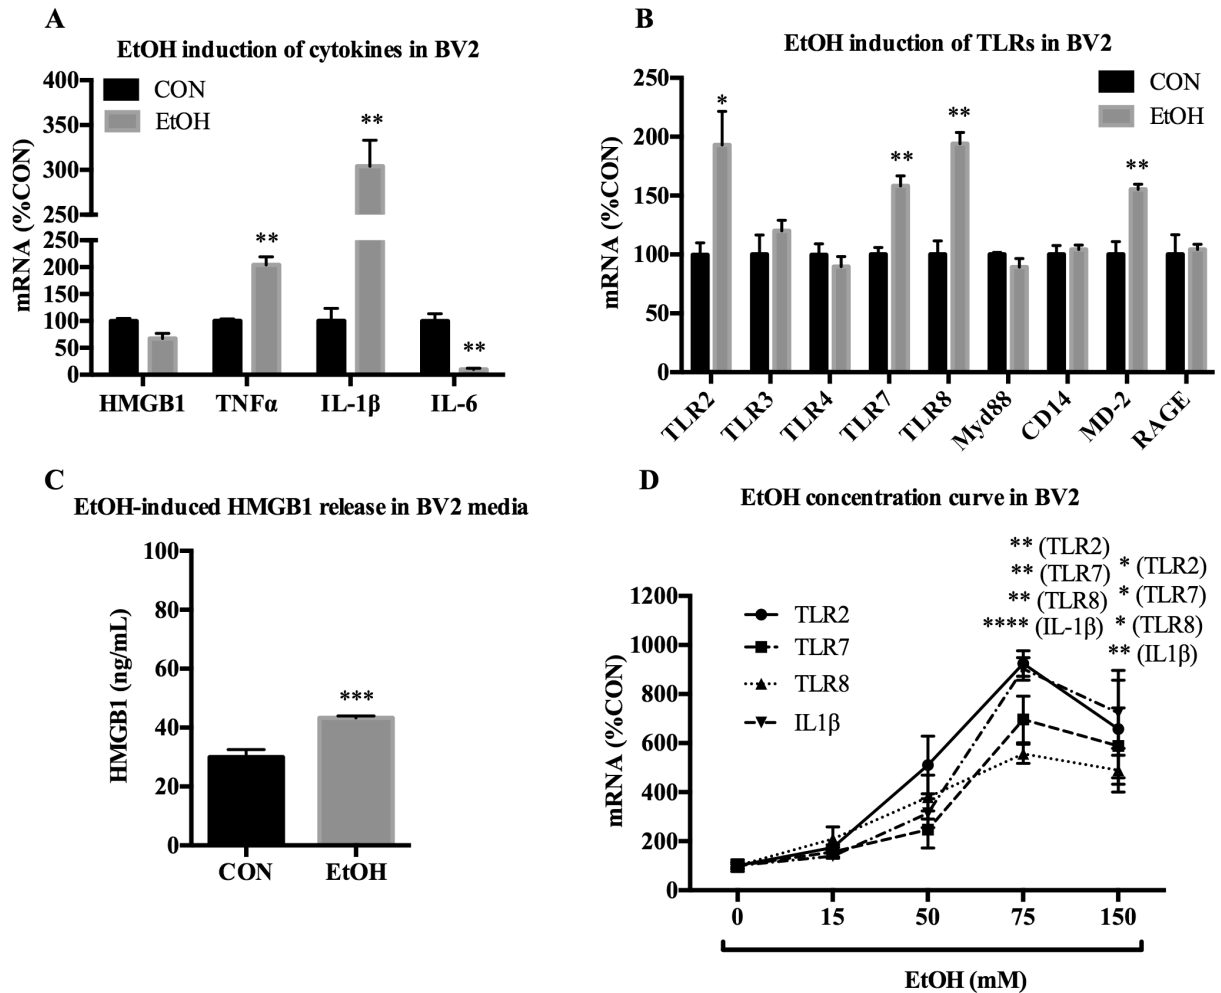 A
EtOH induction of cytokines in BV2
CON
EtOH
mRNA (%CON)
400
350
300
250
250
200
150
100
50
0
**
**
**
HMGB1 TNFα IL-1β IL-6
B
EtOH induction of TLRs in BV2
CON
EtOH
mRNA (%CON)
250
200
150
100
50
0
*
**
**
**
TLR2 TLR3 TLR4 TLR7 TLR8 Myd88 CD14 MD-2 RAGE
C
EtOH-induced HMGB1 release in BV2 media
HMGB1 (ng/mL)
100
80
60
40
20
0
***
CON EtOH
D
EtOH concentration curve in BV2
** (TLR2)
** (TLR7)
** (TLR8)
**** (IL-1β)
* (TLR2)
* (TLR7)
* (TLR8)
** (IL1β)
TLR2
TLR7
TLR8
IL1β
mRNA (%CON)
1200
1000
800
600
400
200
0
0 15 50 75 150
EtOH (mM)